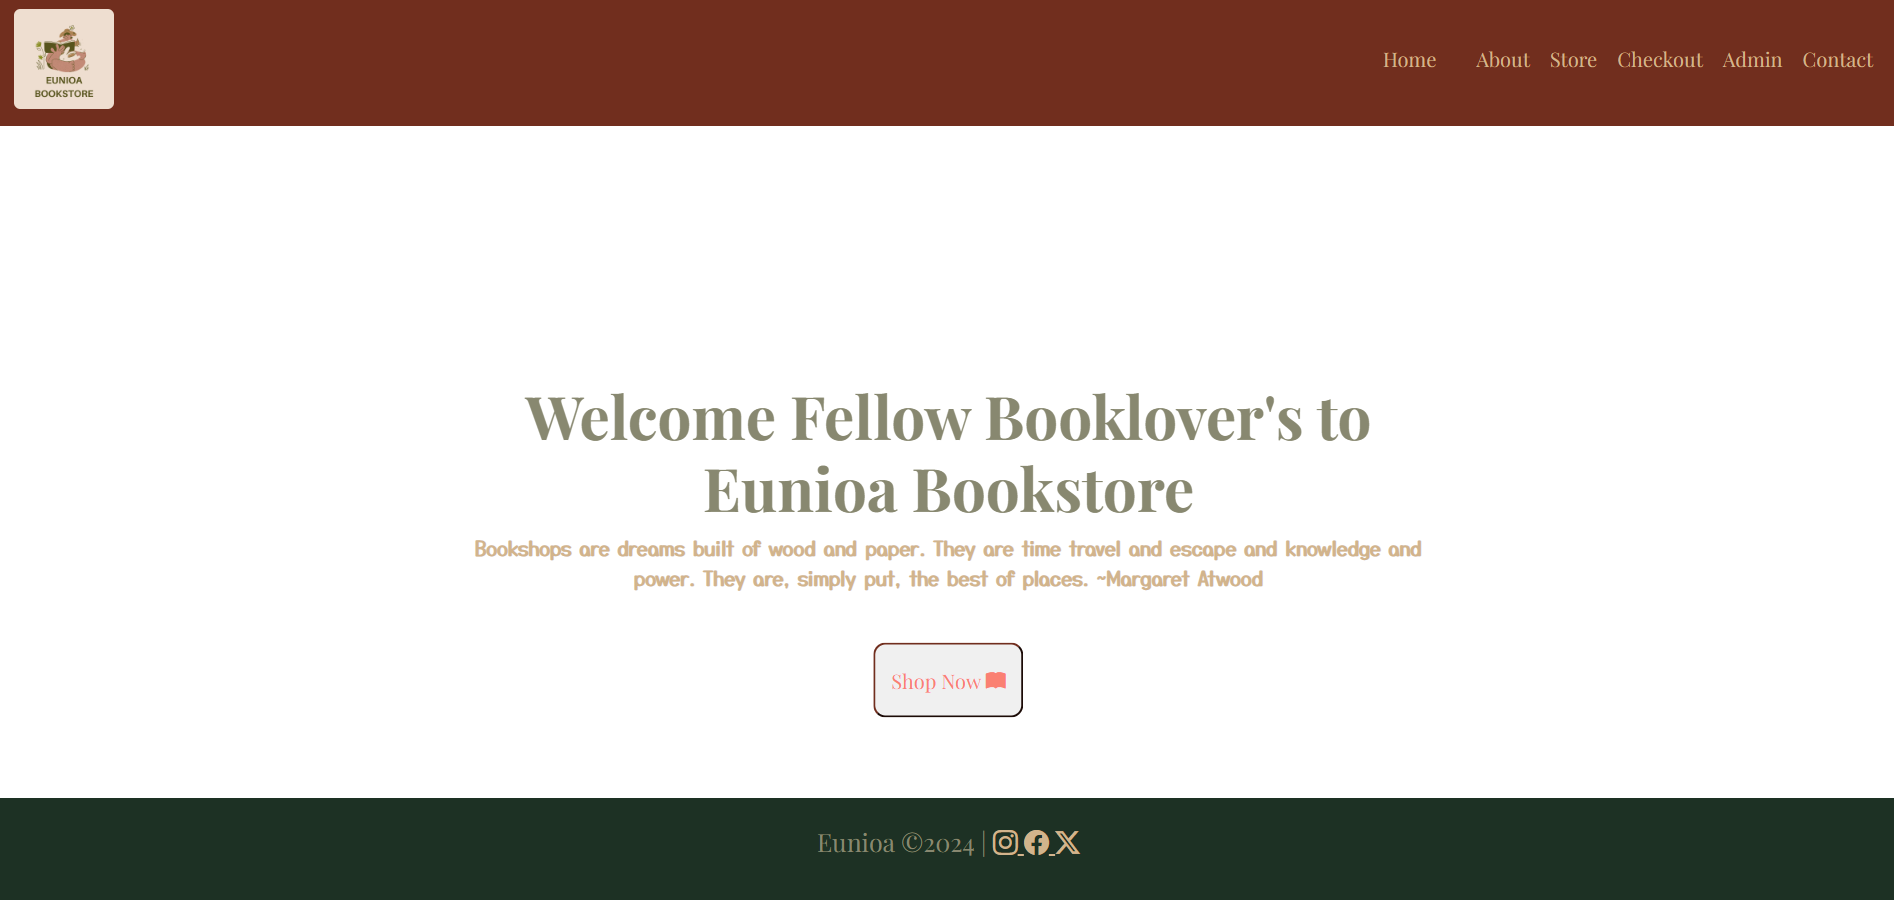 EUNIOA
BOOKSTORE
Home About Store Checkout Admin Contact
Welcome Fellow Booklover's to
Eunioa Bookstore
Bookshops are dreams built of wood and paper. They are time travel and escape and knowledge and
power. They are, simply put, the best of places. ~Margaret Atwood
Shop Now
Eunioa ©2024 |